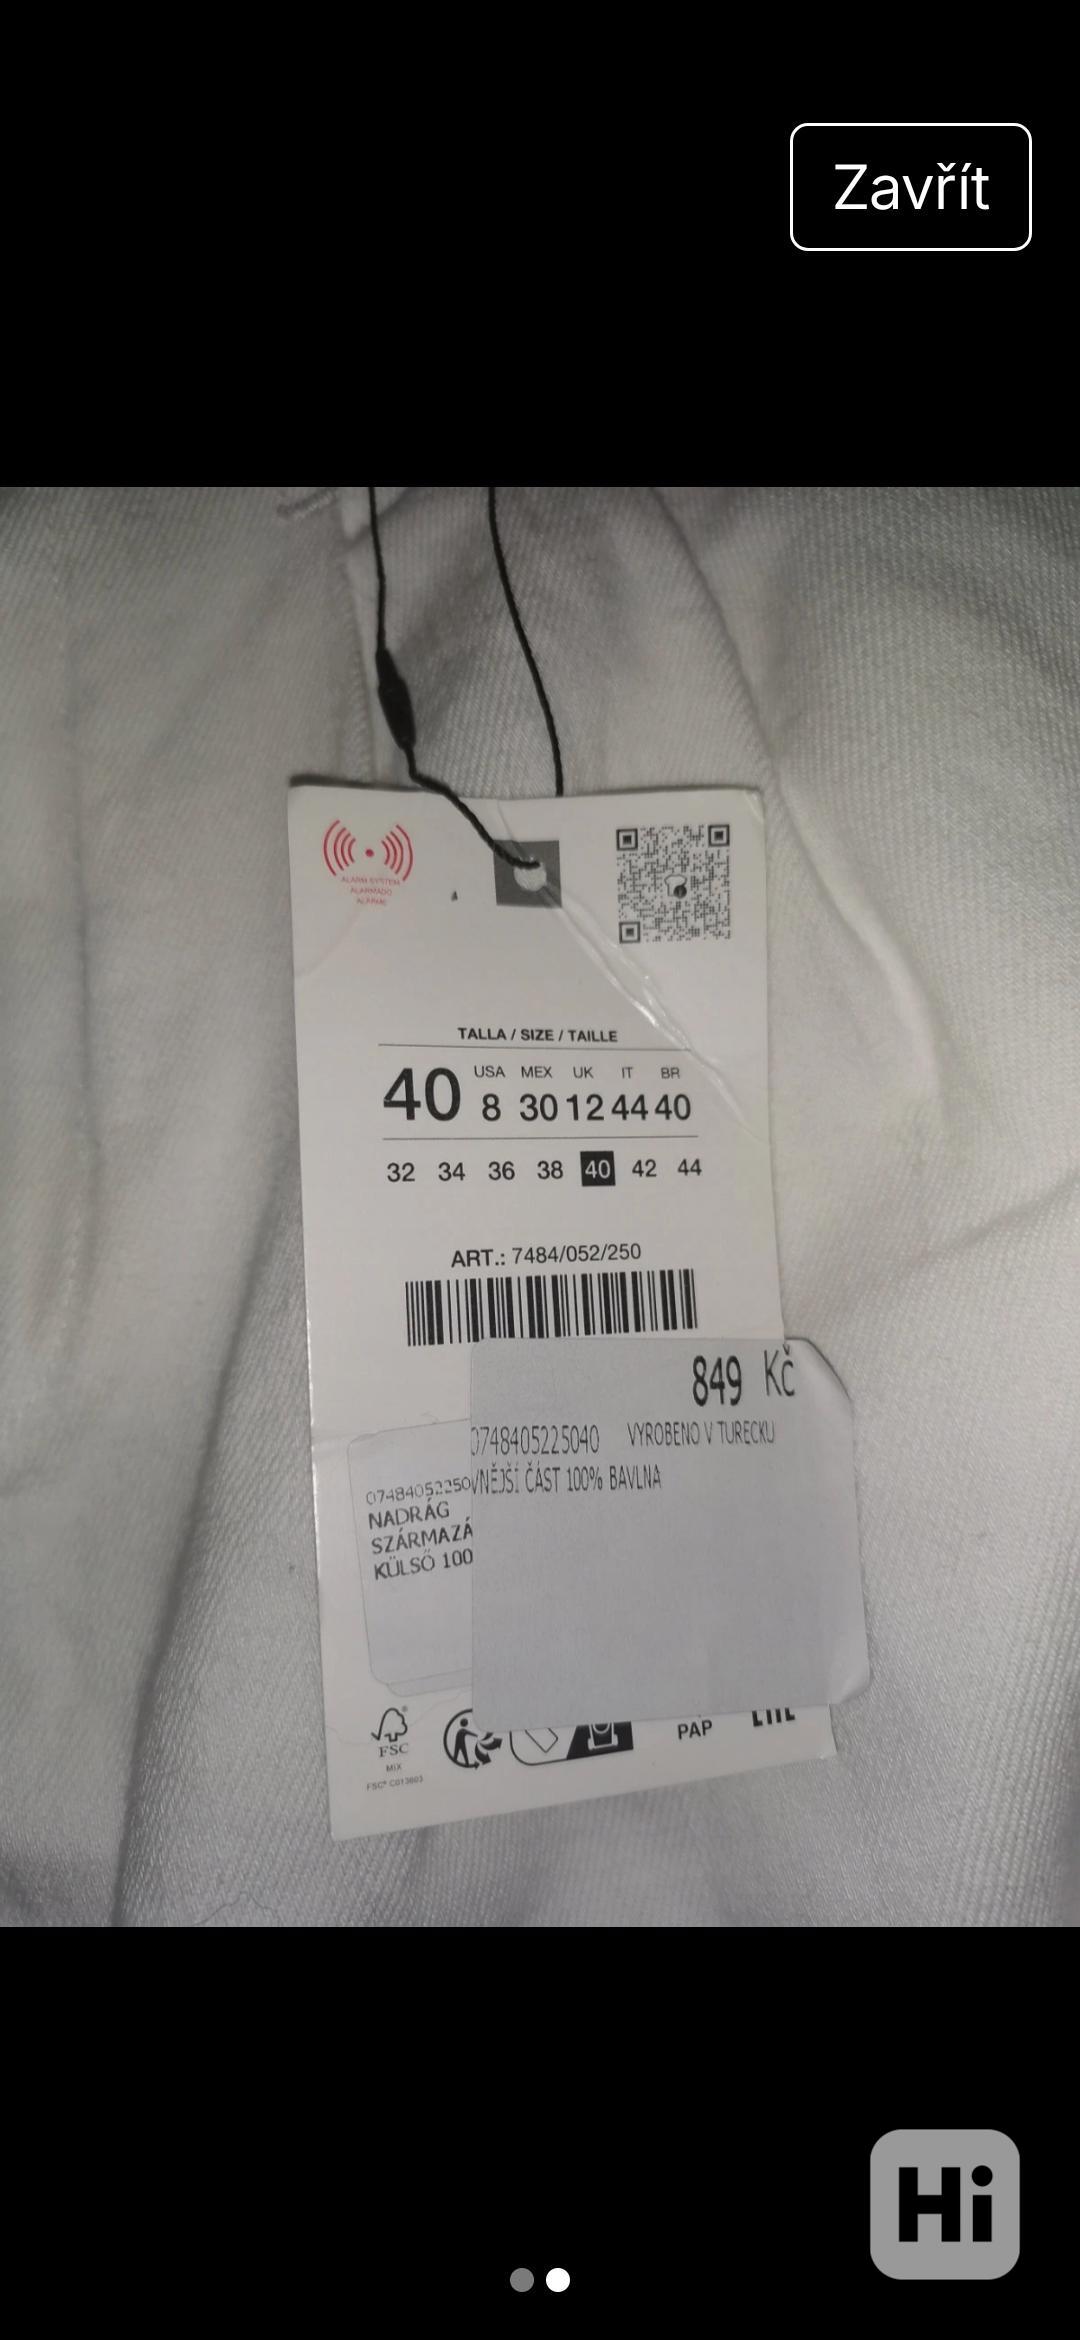 Zavřít
ALARM SYSTEM
ALARMADO
ALARME
TALLA / SIZE / TAILLE
40 USA MEX UK IT BR
8 30 12 44 40
32 34 36 38 40 42 44
ART.: 7484/052/250
849 Kč
0748405225040 VYROBENO V TURECKU
VNĚJŠÍ ČÁST 100% BAVLNA
07484052250
NADRÁG
SZÁRMAZÁ
KÜLSŐ 100
FSC
MIX
FSC® C013603
PAP
Hi